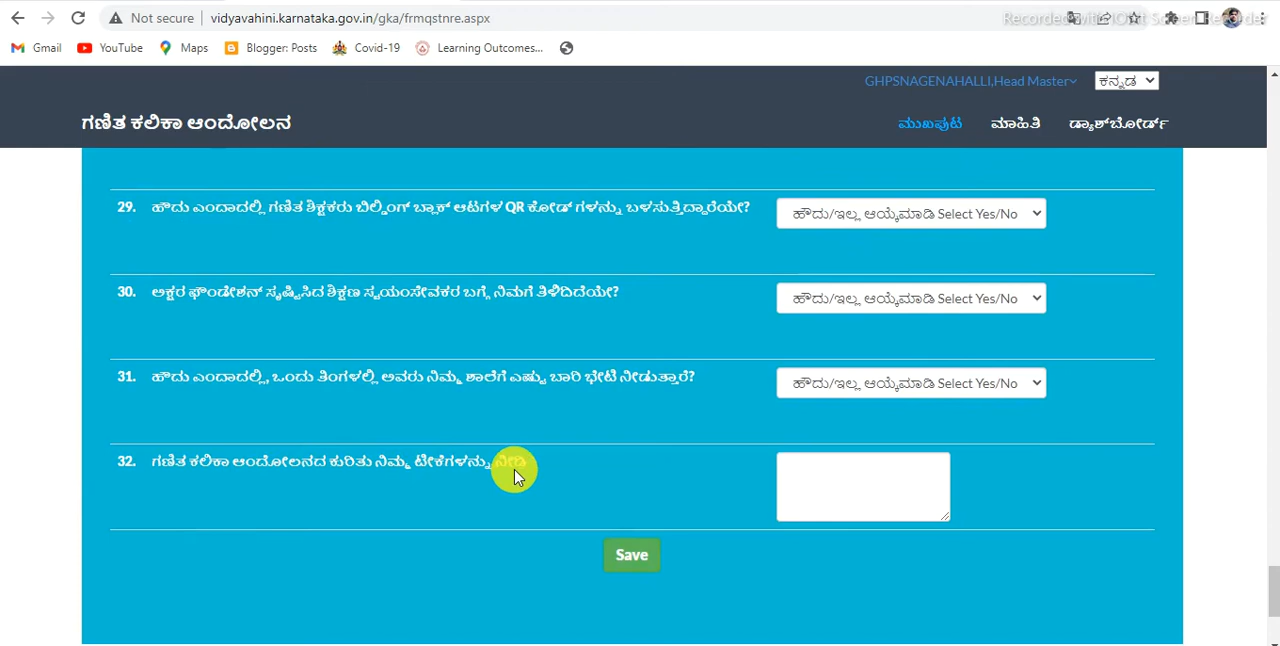 Not secure | vidyavahini.karnataka.gov.in/gka/frmqstnre.aspx
Gmail YouTube Maps Blogger: Posts Covid-19 Learning Outcomes...
GHPSNAGENAHALLI,Head Master ಕನ್ನಡ
ಗಣಿತ ಕಲಿಕಾ ಆಂದೋಲನ ಮುಖಪುಟ ಮಾಹಿತಿ ಡ್ಯಾಶ್‌ಬೋರ್ಡ್
29. ಹೌದು ಎಂದಾದಲ್ಲಿ ಗಣಿತ ಶಿಕ್ಷಕರು ಬಿಲ್ಡಿಂಗ್ ಬ್ಲಾಕ್ ಆಟಗಳ QR ಕೋಡ್ ಗಳನ್ನು ಬಳಸುತ್ತಿದ್ದಾರೆಯೇ? ಹೌದು/ಇಲ್ಲ ಆಯ್ಕೆಮಾಡಿ Select Yes/No
30. ಅಕ್ಷರ ಫೌಂಡೇಶನ್ ಸೃಷ್ಟಿಸಿದ ಶಿಕ್ಷಣ ಸ್ವಯಂಸೇವಕರ ಬಗ್ಗೆ ನಿಮಗೆ ತಿಳಿದಿದೆಯೇ? ಹೌದು/ಇಲ್ಲ ಆಯ್ಕೆಮಾಡಿ Select Yes/No
31. ಹೌದು ಎಂದಾದಲ್ಲಿ, ಒಂದು ತಿಂಗಳಲ್ಲಿ ಅವರು ನಿಮ್ಮ ಶಾಲೆಗೆ ಎಷ್ಟು ಬಾರಿ ಭೇಟಿ ನೀಡುತ್ತಾರೆ? ಹೌದು/ಇಲ್ಲ ಆಯ್ಕೆಮಾಡಿ Select Yes/No
32. ಗಣಿತ ಕಲಿಕಾ ಆಂದೋಲನದ ಕುರಿತು ನಿಮ್ಮ ಟೀಕೆಗಳನ್ನು ನೀಡಿ
Save